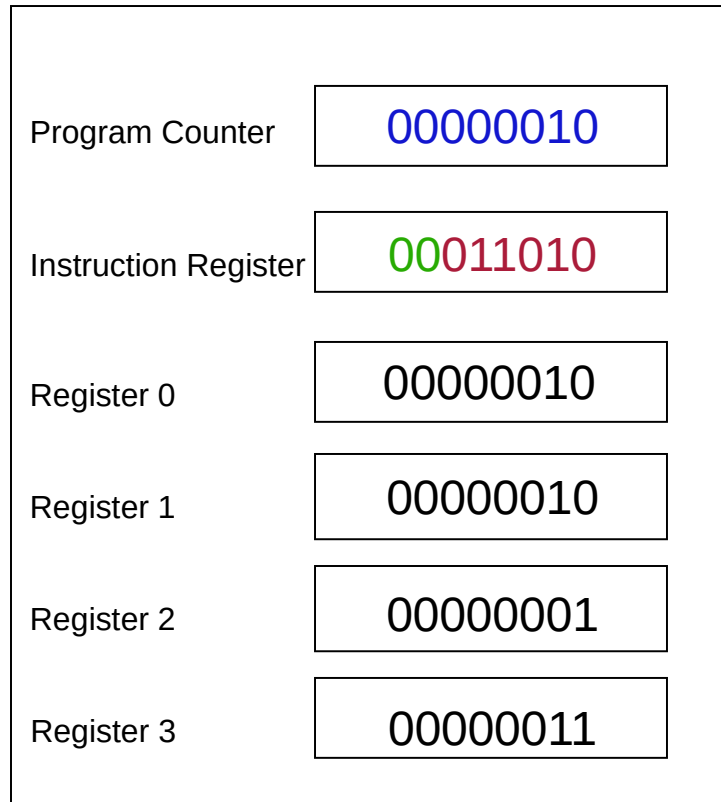 Program Counter 00000010
Instruction Register 00011010
Register 0 00000010
Register 1 00000010
Register 2 00000001
Register 3 00000011